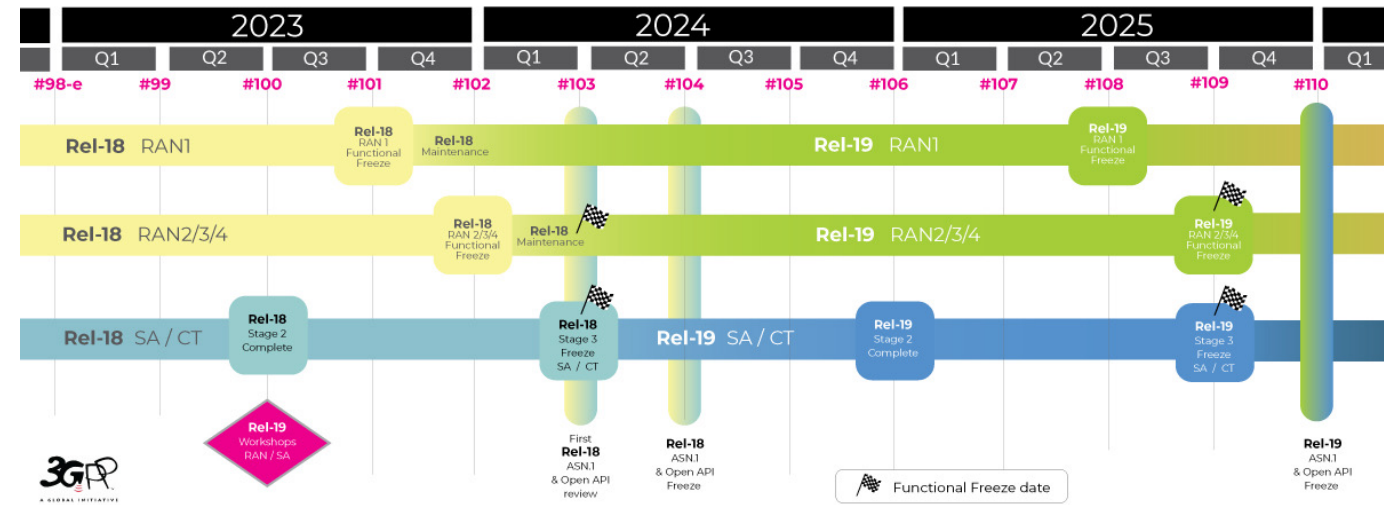 2023 2024 2025
Q1 Q2 Q3 Q4 Q1 Q2 Q3 Q4 Q1 Q2 Q3 Q4 Q1
#98-e #99 #100 #101 #102 #103 #104 #105 #106 #107 #108 #109 #110
Rel-18 RAN1
Rel-18
RAN 1
Functional
Freeze
Rel-18
Maintenance
Rel-19 RAN1
Rel-19
RAN 1
Functional
Freeze
Rel-18 RAN2/3/4
Rel-18
RAN 2/3/4
Functional
Freeze
Rel-18
Maintenance
Rel-19 RAN2/3/4
Rel-19
RAN 2/3/4
Functional
Freeze
Rel-18 SA / CT
Rel-18
Stage 2
Complete
Rel-18
Stage 3
Freeze
SA / CT
Rel-19 SA / CT
Rel-19
Stage 2
Complete
Rel-19
Stage 3
Freeze
SA / CT
Rel-19
Workshops
RAN / SA
First
Rel-18
ASN.1
& Open API
review
Rel-18
ASN.1
& Open API
Freeze
Rel-19
ASN.1
& Open API
Freeze
3GPP
A GLOBAL INITIATIVE
Functional Freeze date